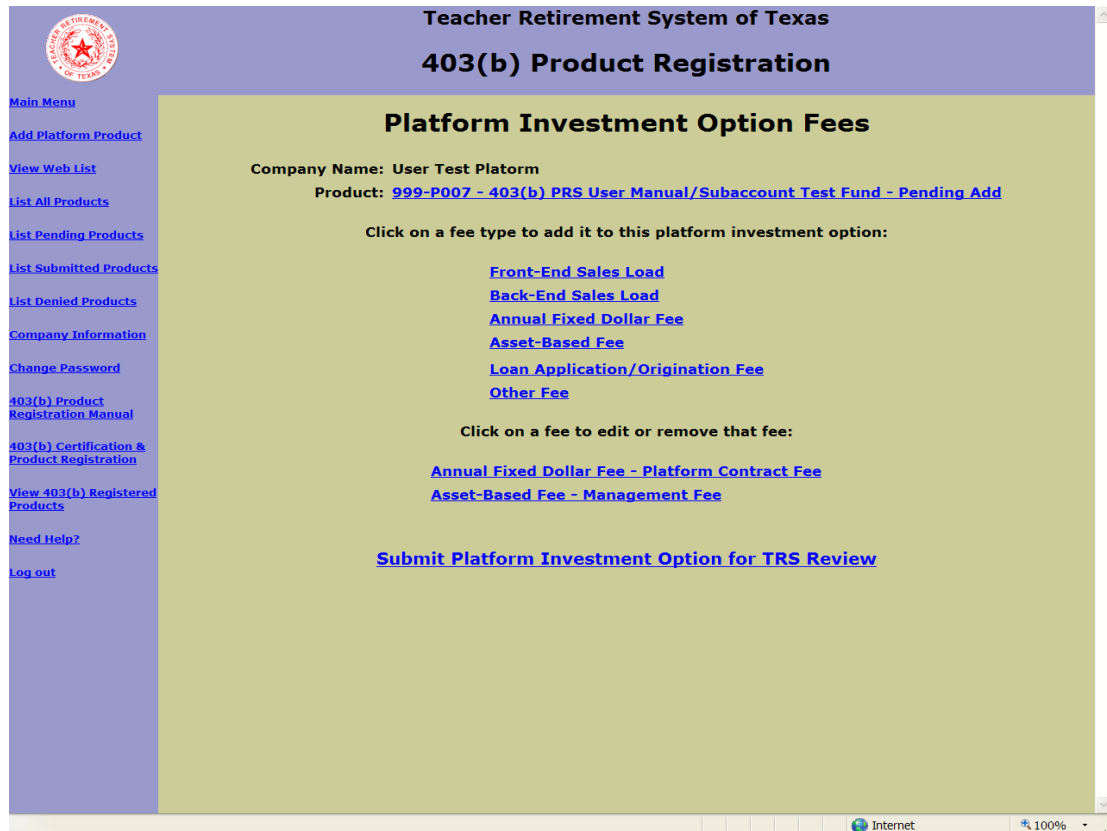 TEACHER RETIREMENT SYSTEM
OF TEXAS
Teacher Retirement System of Texas
403(b) Product Registration
Main Menu
Add Platform Product
View Web List
List All Products
List Pending Products
List Submitted Products
List Denied Products
Company Information
Change Password
403(b) Product
Registration Manual
403(b) Certification &
Product Registration
View 403(b) Registered
Products
Need Help?
Log out
Platform Investment Option Fees
Company Name: User Test Platorm
Product: 999-P007 - 403(b) PRS User Manual/Subaccount Test Fund - Pending Add
Click on a fee type to add it to this platform investment option:
Front-End Sales Load
Back-End Sales Load
Annual Fixed Dollar Fee
Asset-Based Fee
Loan Application/Origination Fee
Other Fee
Click on a fee to edit or remove that fee:
Annual Fixed Dollar Fee - Platform Contract Fee
Asset-Based Fee - Management Fee
Submit Platform Investment Option for TRS Review
Internet
100%